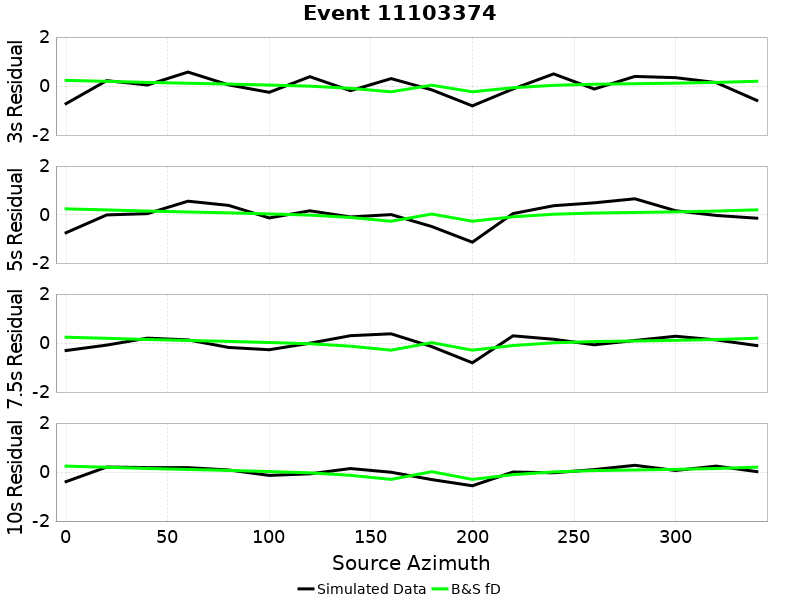 Event 11103374
3s Residual
2
0
-2
5s Residual
2
0
-2
7.5s Residual
2
0
-2
10s Residual
2
0
-2
0 50 100 150 200 250 300
Source Azimuth
Simulated Data B&S fD